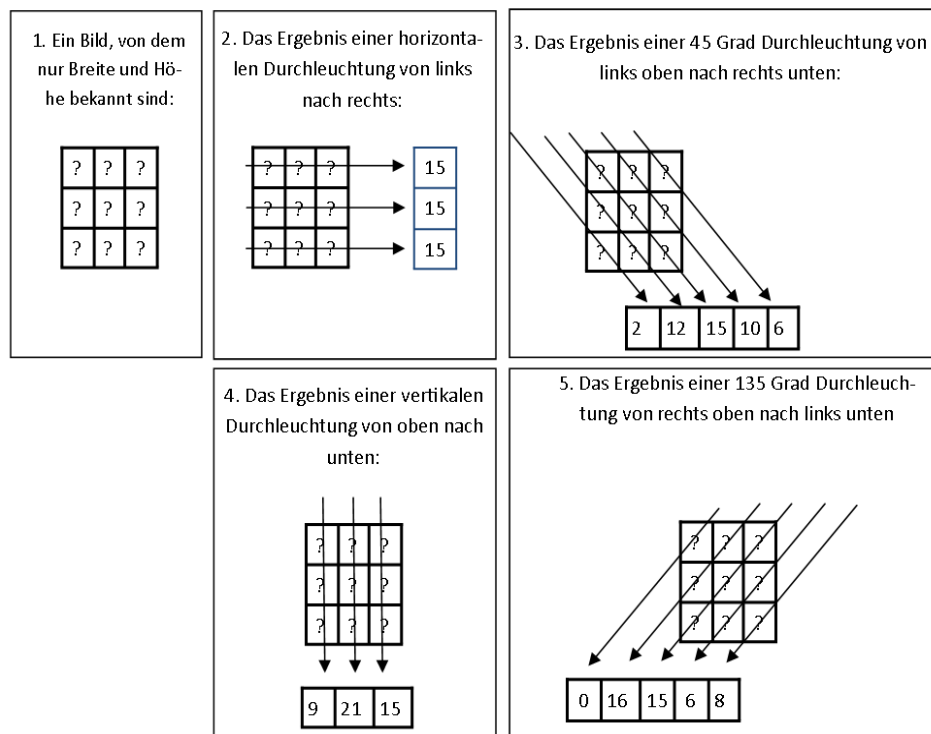 1. Ein Bild, von dem
nur Breite und Hö-
he bekannt sind:
? ? ?
? ? ?
? ? ?
2. Das Ergebnis einer horizonta-
len Durchleuchtung von links
nach rechts:
? ? ? 15
? ? ? 15
? ? ? 15
3. Das Ergebnis einer 45 Grad Durchleuchtung von
links oben nach rechts unten:
? ? ?
? ? ?
? ? ?
2 12 15 10 6
4. Das Ergebnis einer vertikalen
Durchleuchtung von oben nach
unten:
? ? ?
? ? ?
? ? ?
9 21 15
5. Das Ergebnis einer 135 Grad Durchleuch-
tung von rechts oben nach links unten
? ? ?
? ? ?
? ? ?
0 16 15 6 8